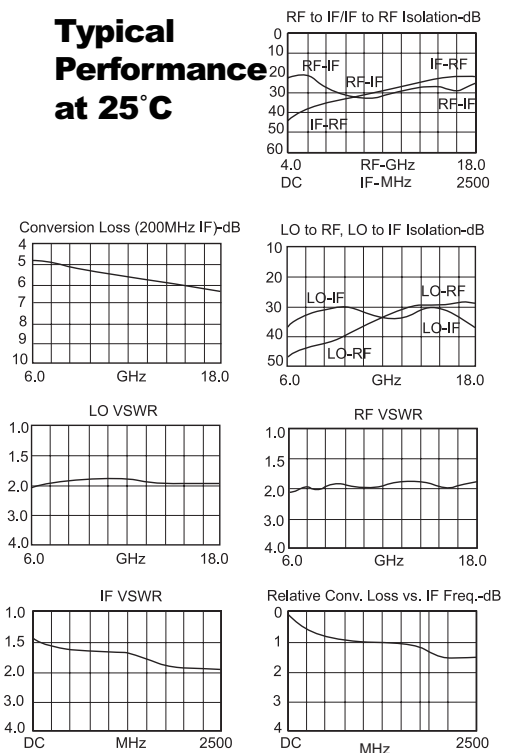 Typical
Performance
at 25˚C
RF to IF/IF to RF Isolation-dB
0
10
20
30
40
50
60
RF-IF
IF-RF
RF-IF
IF-RF
RF-IF
4.0 RF-GHz 18.0
DC IF-MHz 2500
Conversion Loss (200MHz IF)-dB
4
5
6
7
8
9
10
6.0 GHz 18.0
LO to RF, LO to IF Isolation-dB
10
20
30
40
50
LO-IF
LO-RF
LO-RF
LO-IF
6.0 GHz 18.0
LO VSWR
1.0
1.5
2.0
3.0
4.0
6.0 GHz 18.0
RF VSWR
1.0
1.5
2.0
3.0
4.0
6.0 GHz 18.0
IF VSWR
1.0
1.5
2.0
3.0
4.0
DC MHz 2500
Relative Conv. Loss vs. IF Freq.-dB
0
1
2
3
4
DC MHz 2500